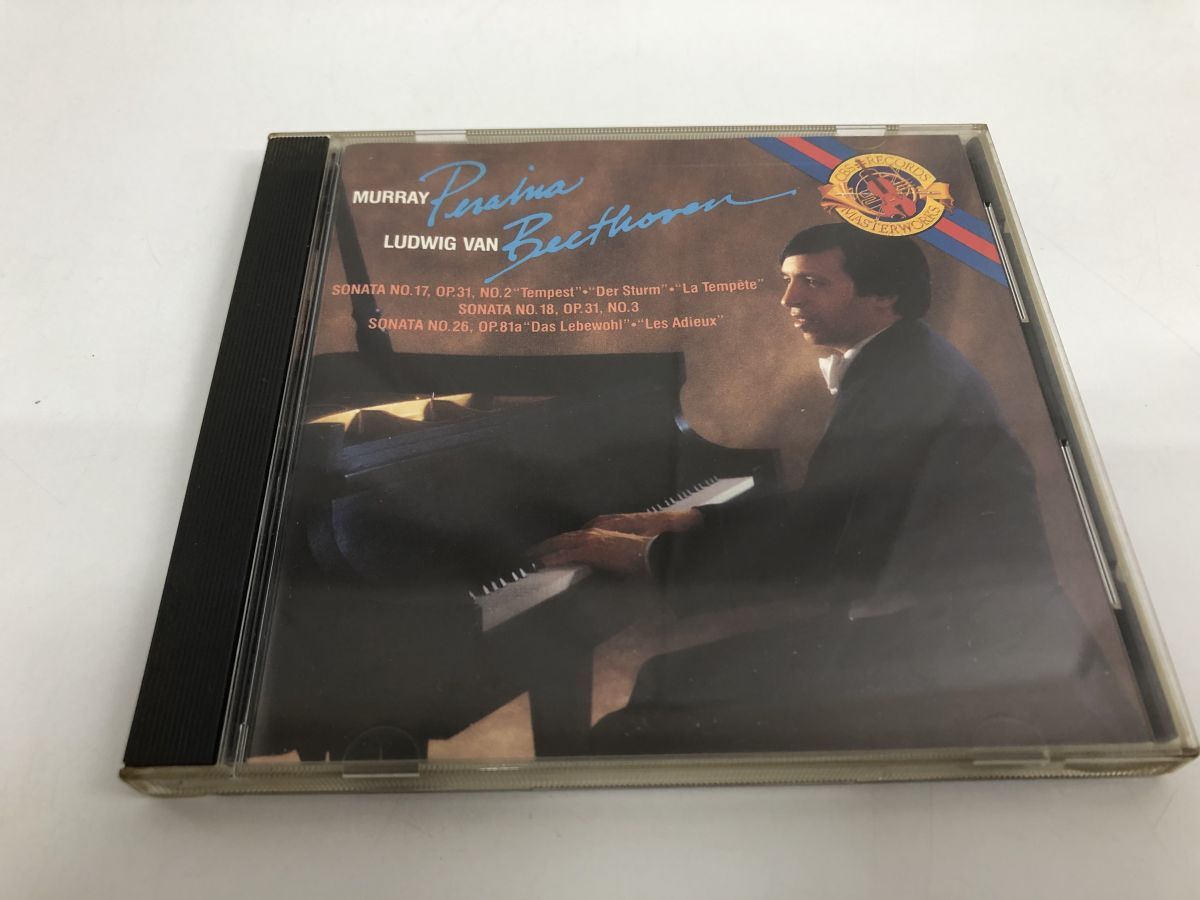 MURRAY Perahia
LUDWIG VAN Beethoven
SONATA NO.17, OP.31, NO.2 "Tempest"•"Der Sturm"•"La Tempête"
SONATA NO.18, OP.31, NO.3
SONATA NO.26, OP.81a "Das Lebewohl"•"Les Adieux"
CBS RECORDS
MASTERWORKS